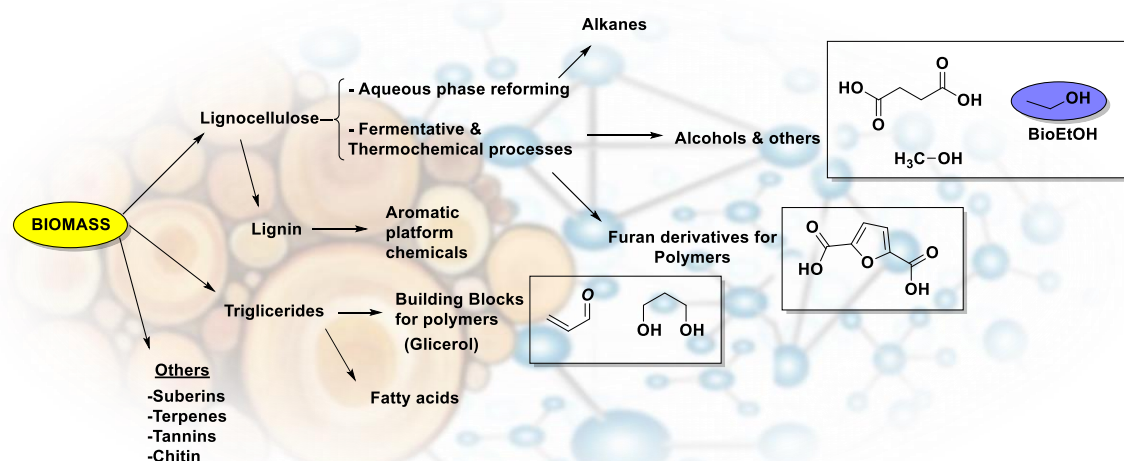 Alkanes
- Aqueous phase reforming
Lignocellulose
- Fermentative &
Thermochemical processes
Alcohols & others
O
HO
OH
O
OH
BioEtOH
H3C-OH
BIOMASS
Lignin
Aromatic
platform
chemicals
Furan derivatives for
Polymers
O
HO
O
O
OH
Triglicerides
Building Blocks
for polymers
(Glicerol)
O
OH
OH
Fatty acids
Others
-Suberins
-Terpenes
-Tannins
-Chitin